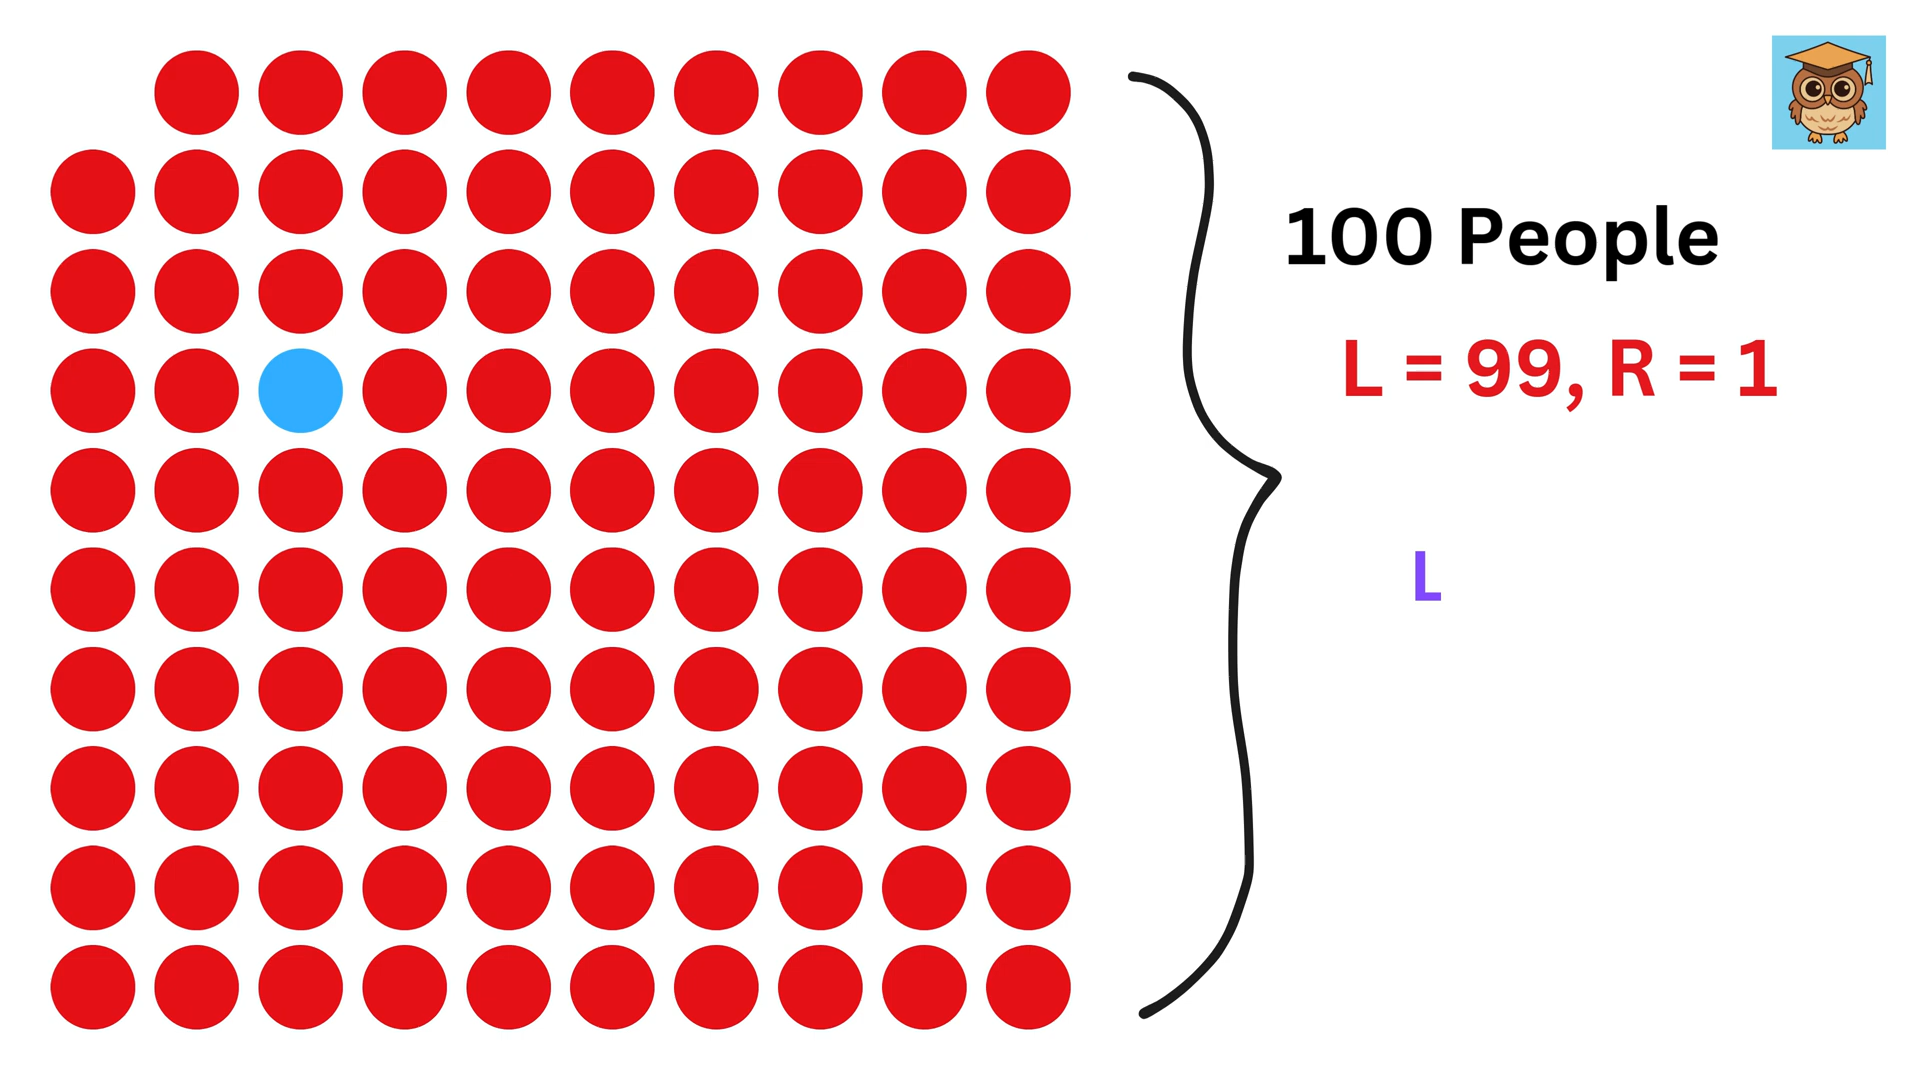 100 People
L = 99, R = 1
L